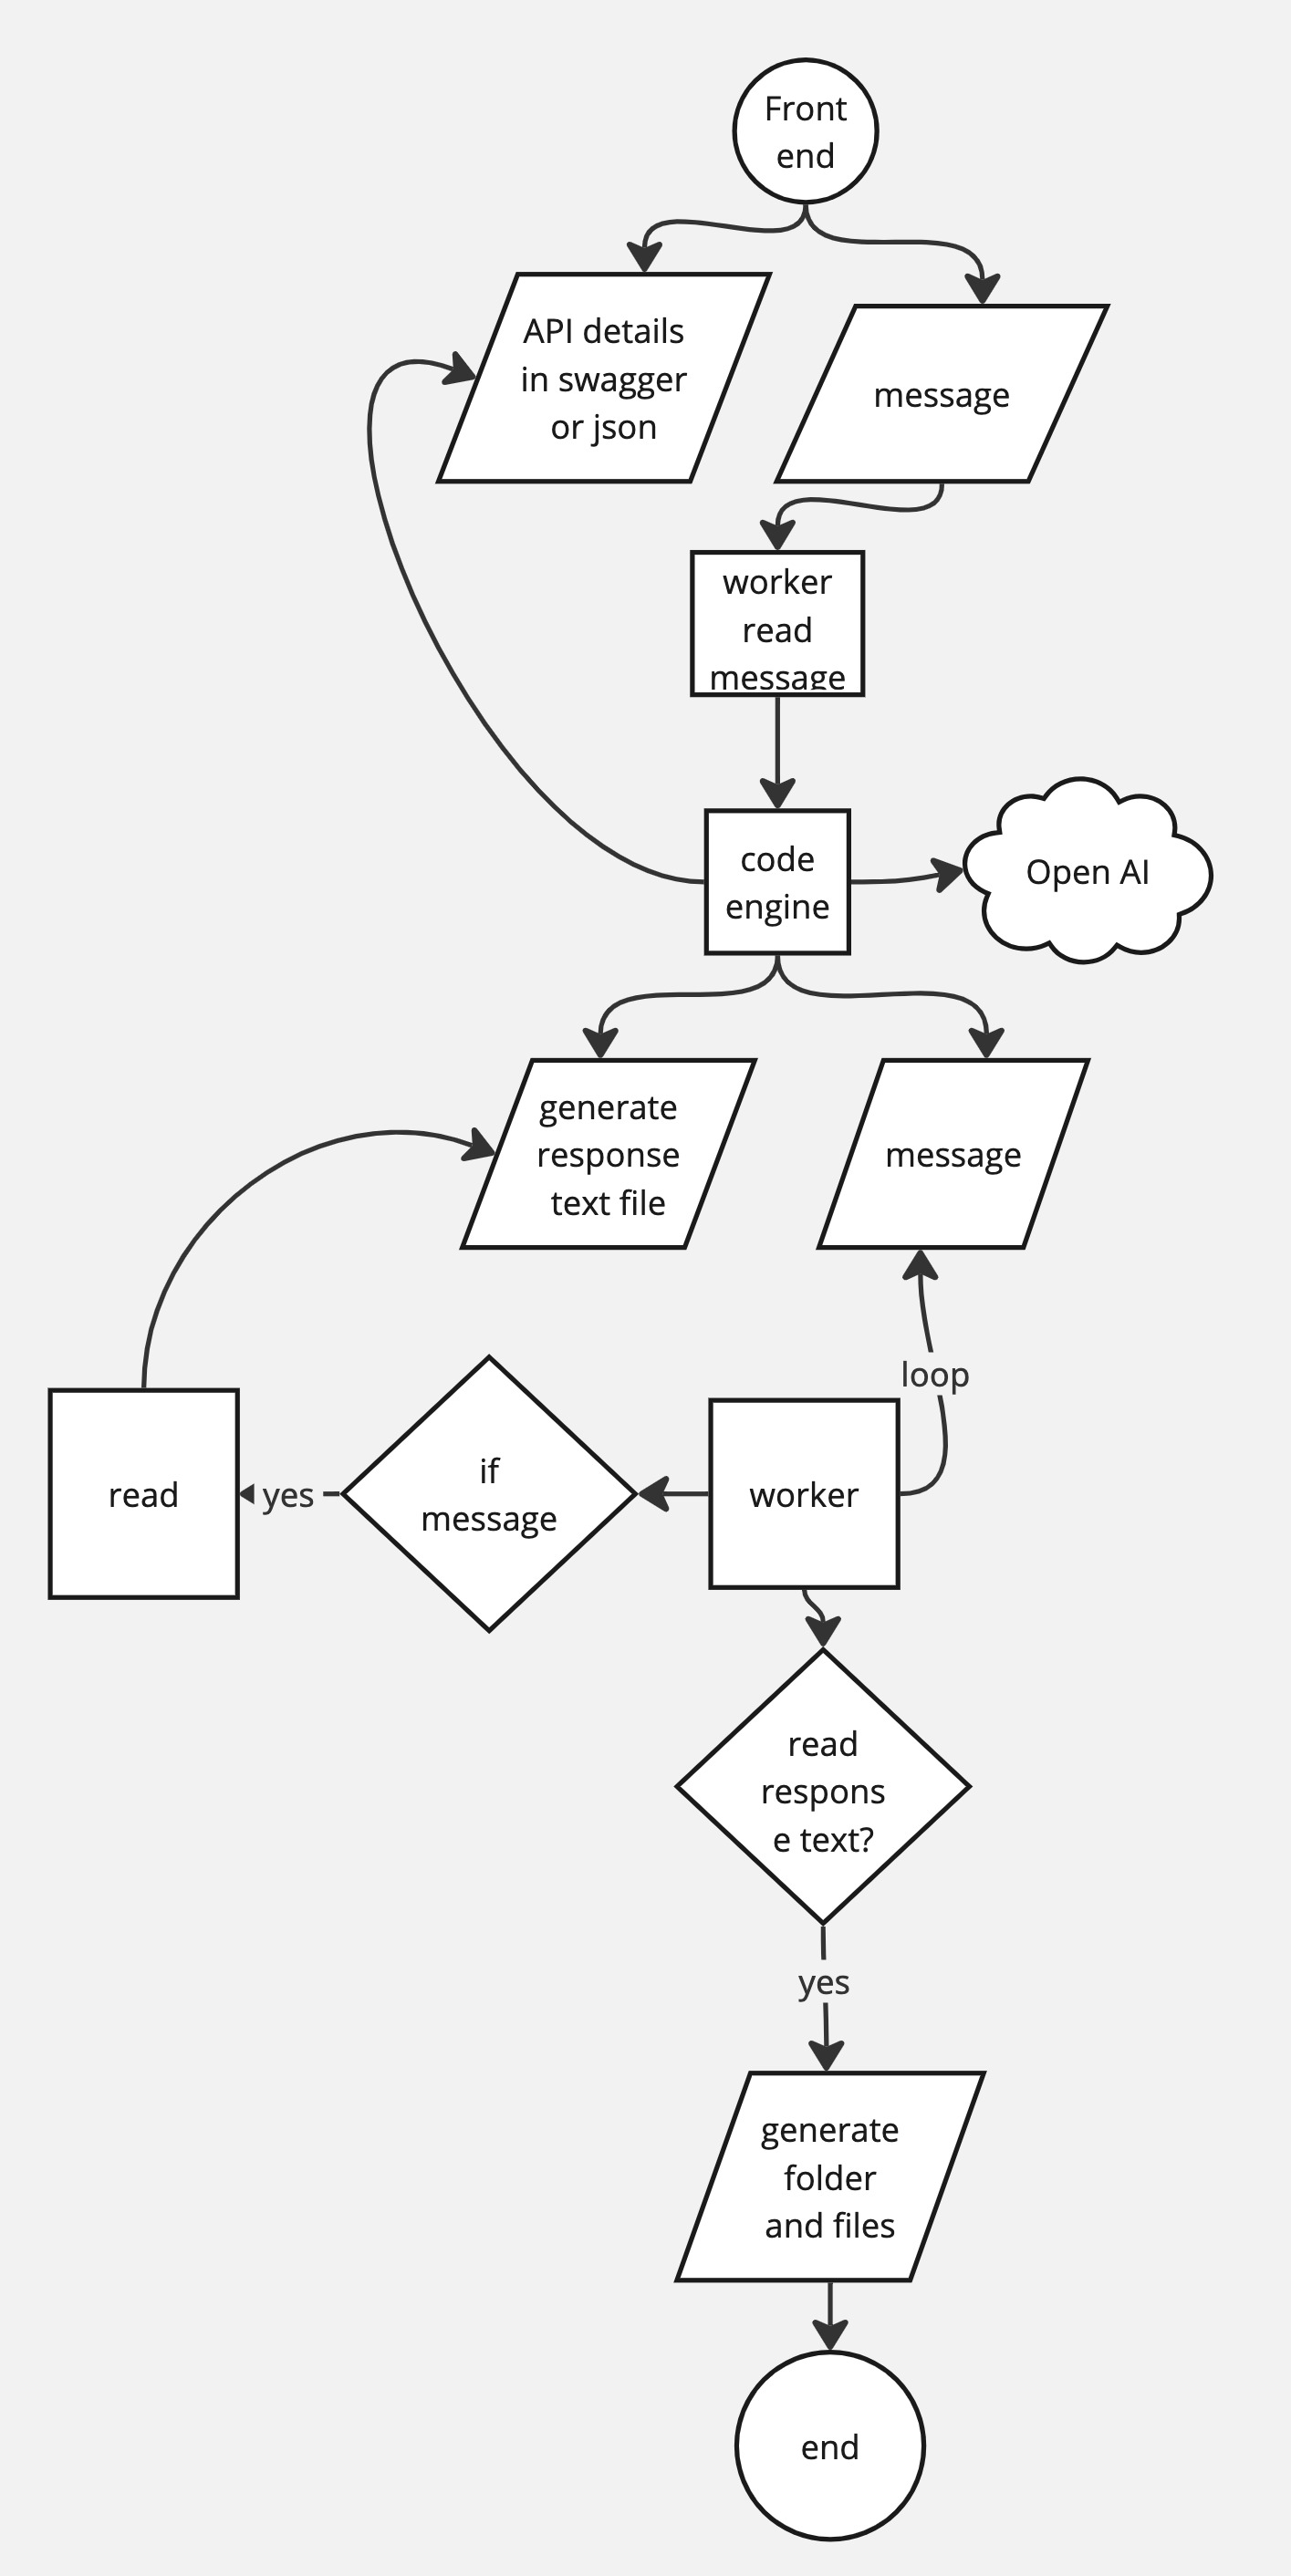 Front
end
API details
in swagger
or json
message
worker
read
message
code
engine
Open AI
generate
response
text file
message
loop
read
yes
if
message
worker
read
respons
e text?
yes
generate
folder
and files
end